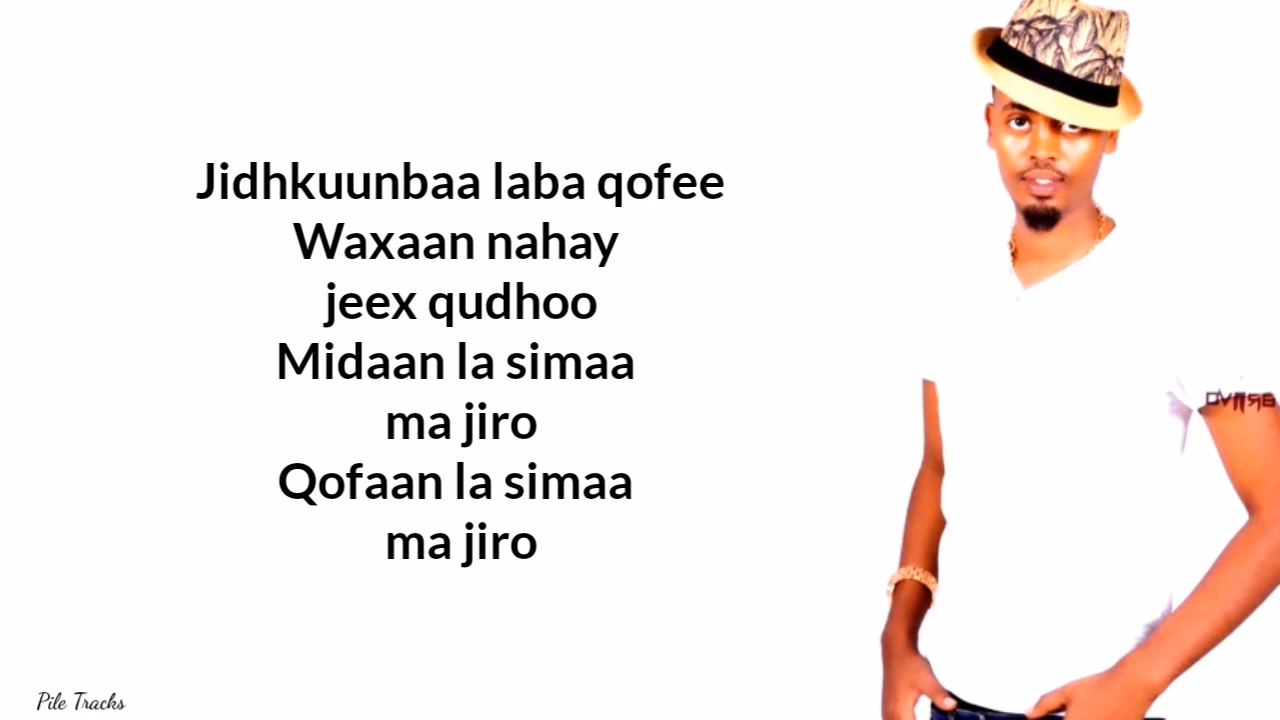 Jidhkuunbaa laba qofee
Waxaan nahay
jeex qudhoo
Midaan la simaa
ma jiro
Qofaan la simaa
ma jiro
Pile Tracks